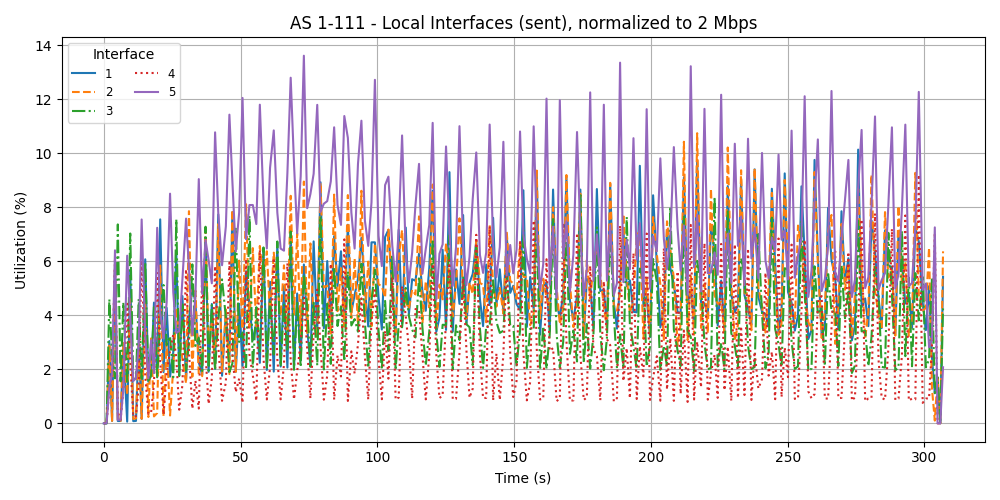 AS 1-111 - Local Interfaces (sent), normalized to 2 Mbps
Interface
1
2
3
4
5
Utilization (%)
14
12
10
8
6
4
2
0
0 50 100 150 200 250 300
Time (s)